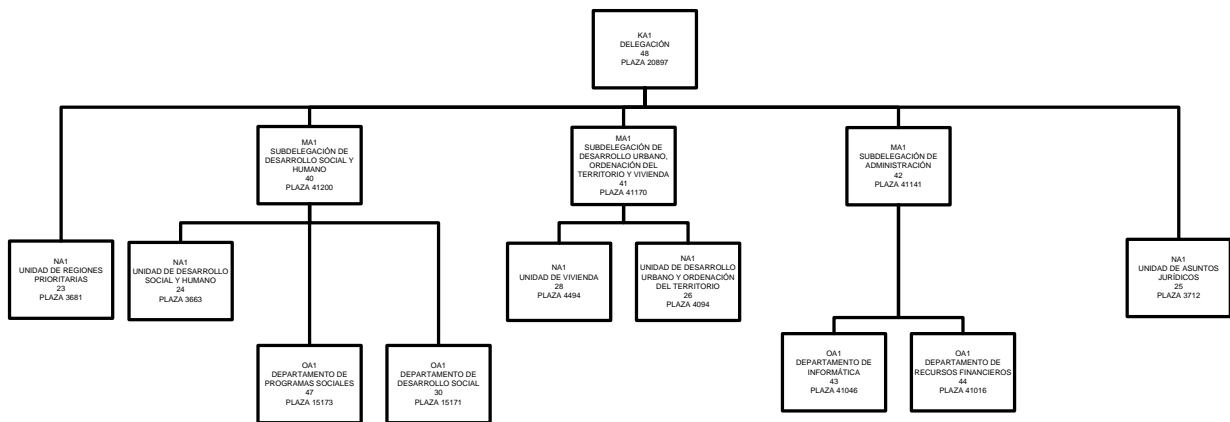 KA1
DELEGACIÓN
48
PLAZA 20897
MA1
SUBDELEGACIÓN DE
DESARROLLO SOCIAL Y
HUMANO
40
PLAZA 41200
MA1
SUBDELEGACIÓN DE
DESARROLLO URBANO,
ORDENACIÓN DEL
TERRITORIO Y VIVIENDA
41
PLAZA 41170
MA1
SUBDELEGACIÓN DE
ADMINISTRACIÓN
42
PLAZA 41141
NA1
UNIDAD DE REGIONES
PRIORITARIAS
23
PLAZA 3681
NA1
UNIDAD DE DESARROLLO
SOCIAL Y HUMANO
24
PLAZA 3663
NA1
UNIDAD DE VIVIENDA
28
PLAZA 4494
NA1
UNIDAD DE DESARROLLO
URBANO Y ORDENACIÓN
DEL TERRITORIO
26
PLAZA 4094
NA1
UNIDAD DE ASUNTOS
JURÍDICOS
25
PLAZA 3712
OA1
DEPARTAMENTO DE
PROGRAMAS SOCIALES
47
PLAZA 15173
OA1
DEPARTAMENTO DE
DESARROLLO SOCIAL
30
PLAZA 15171
OA1
DEPARTAMENTO DE
INFORMÁTICA
43
PLAZA 41046
OA1
DEPARTAMENTO DE
RECURSOS FINANCIEROS
44
PLAZA 41016